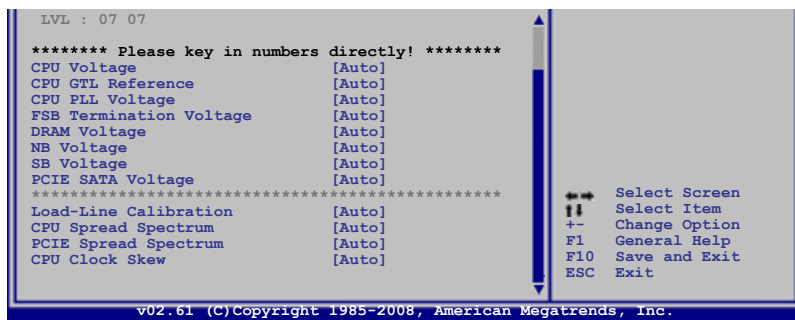 LVL : 07 07
******** Please key in numbers directly! ********
CPU Voltage [Auto]
CPU GTL Reference [Auto]
CPU PLL Voltage [Auto]
FSB Termination Voltage [Auto]
DRAM Voltage [Auto]
NB Voltage [Auto]
SB Voltage [Auto]
PCIE SATA Voltage [Auto]
**************************************************
Load-Line Calibration [Auto]
CPU Spread Spectrum [Auto]
PCIE Spread Spectrum [Auto]
CPU Clock Skew [Auto]
←→ Select Screen
↑↓ Select Item
+- Change Option
F1 General Help
F10 Save and Exit
ESC Exit
v02.61 (C)Copyright 1985-2008, American Megatrends, Inc.